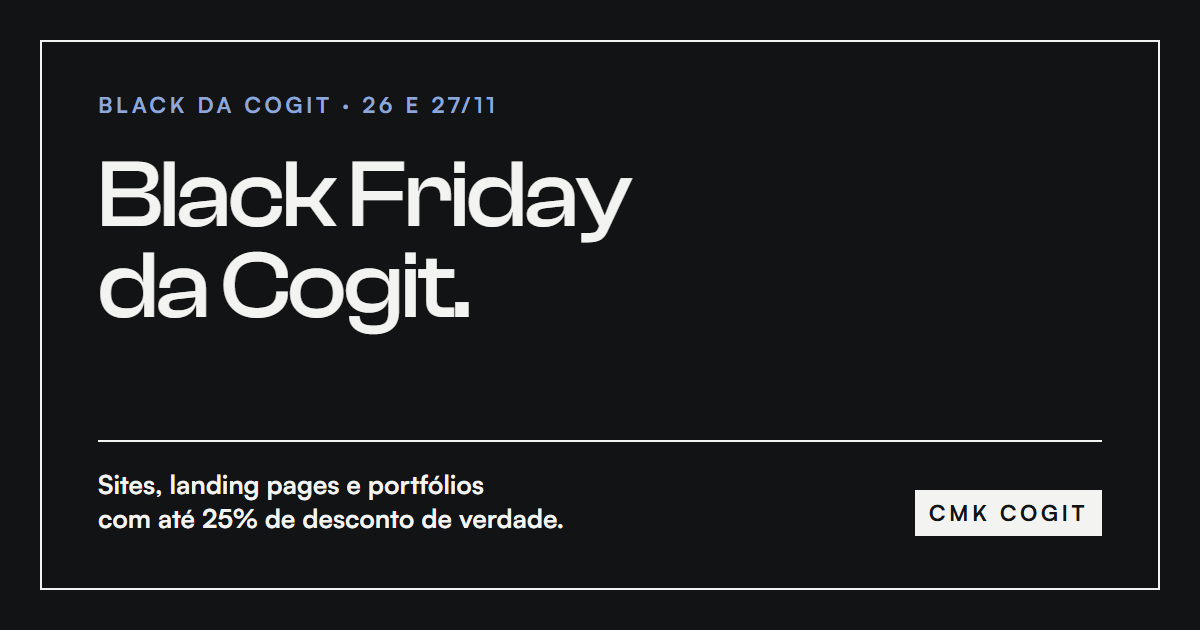 BLACK DA COGIT · 26 E 27/11
Black Friday
da Cogit.
Sites, landing pages e portfólios
com até 25% de desconto de verdade.
CMK COGIT